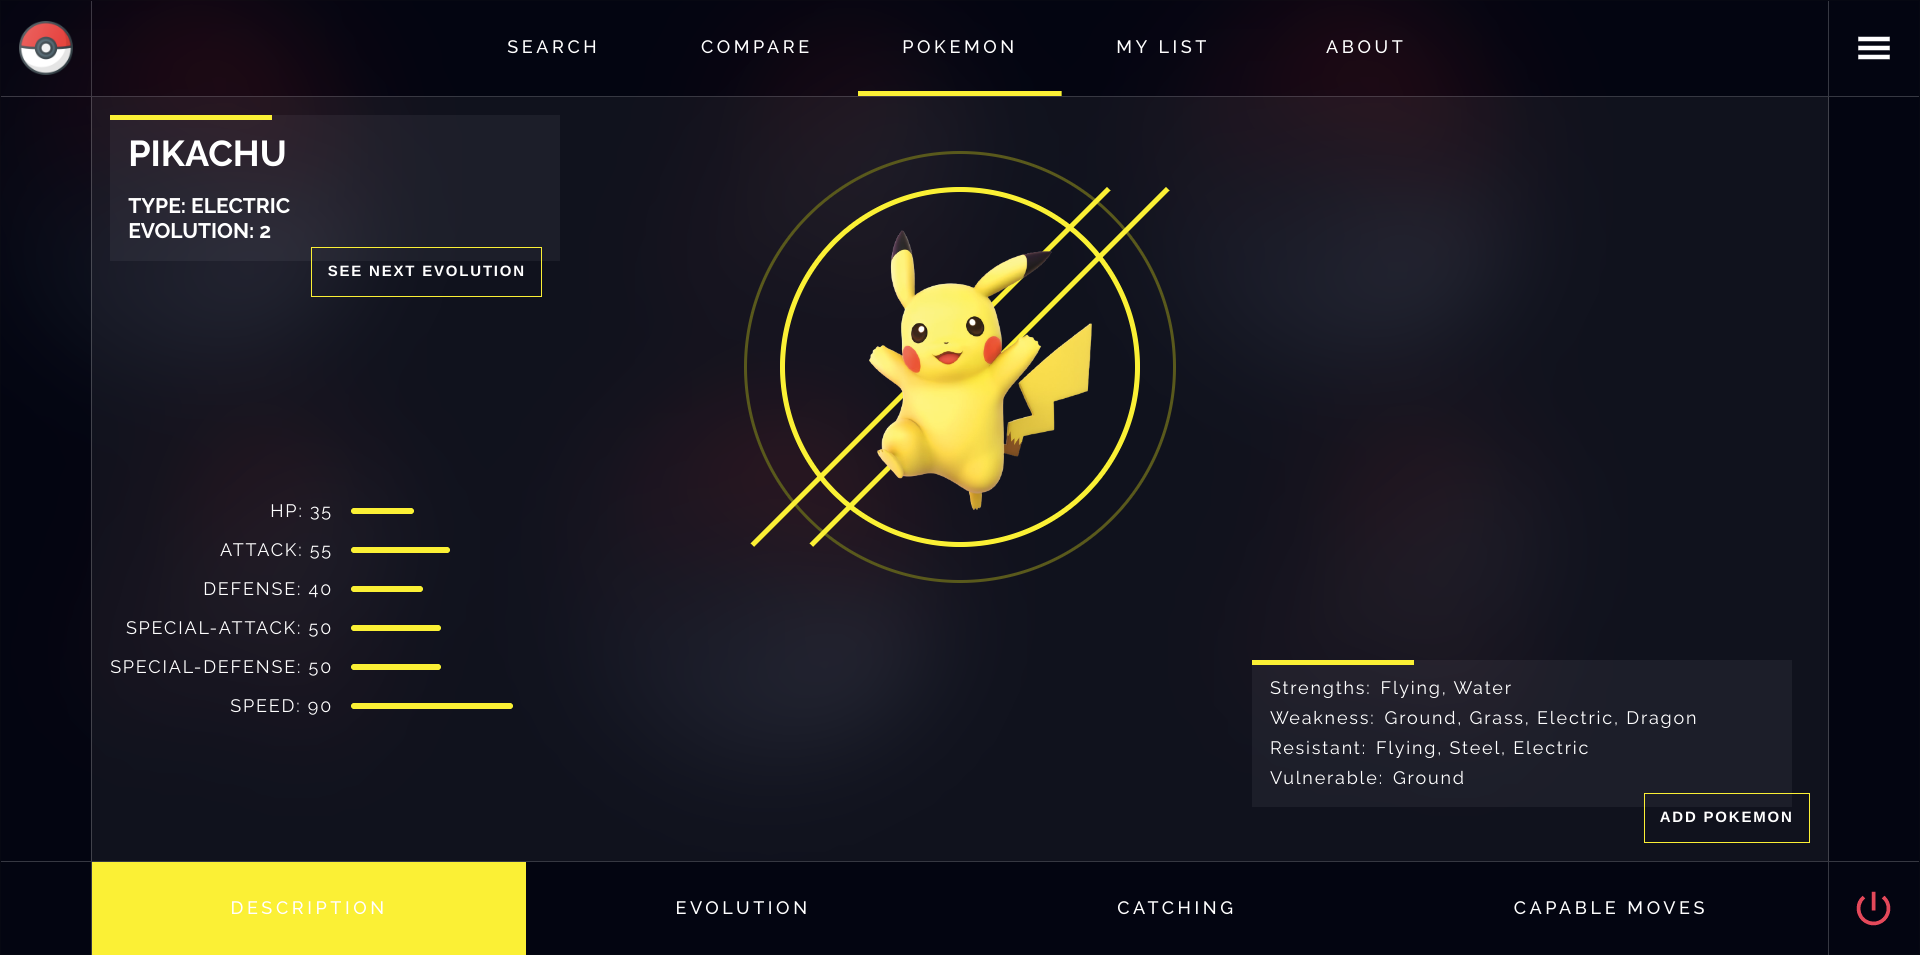 SEARCH
COMPARE
POKEMON
MY LIST
ABOUT
PIKACHU
TYPE: ELECTRIC
EVOLUTION: 2
SEE NEXT EVOLUTION
HP: 35
ATTACK: 55
DEFENSE: 40
SPECIAL-ATTACK: 50
SPECIAL-DEFENSE: 50
SPEED: 90
Strengths: Flying, Water
Weakness: Ground, Grass, Electric, Dragon
Resistant: Flying, Steel, Electric
Vulnerable: Ground
ADD POKEMON
DESCRIPTION
EVOLUTION
CATCHING
CAPABLE MOVES